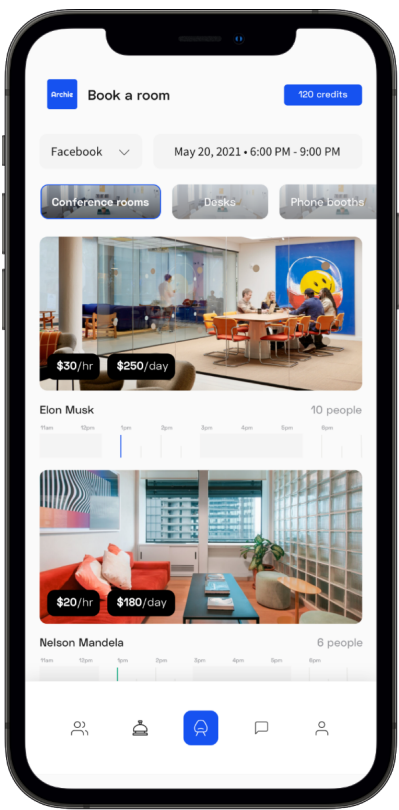 Archie
Book a room
120 credits
Facebook
May 20, 2021 • 6:00 PM - 9:00 PM
Conference rooms
Desks
Phone booths
$30/hr
$250/day
Elon Musk
10 people
11am 12pm 1pm 2pm 3pm 4pm 5pm 6pm
$20/hr
$180/day
Nelson Mandela
6 people
11am 12pm 1pm 2pm 3pm 4pm 5pm 6pm